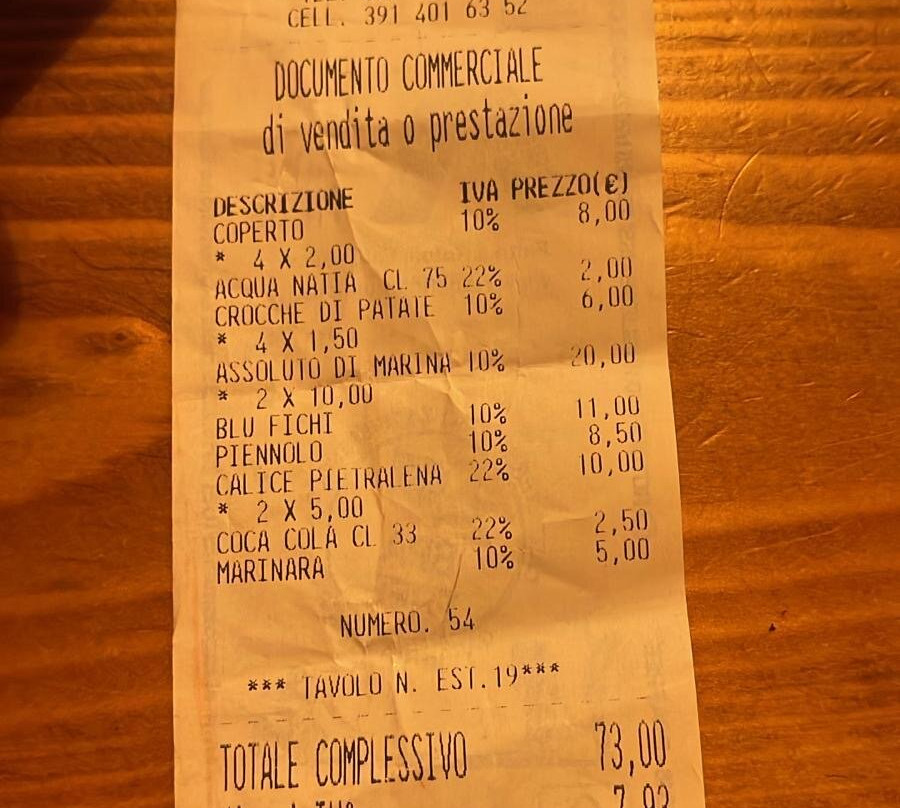 CELL. 391 401 63 52
DOCUMENTO COMMERCIALE
di vendita o prestazione
DESCRIZIONE IVA PREZZO(€)
COPERTO 10% 8,00
* 4 X 2,00
ACQUA NATIA CL 75 22% 2,00
CROCCHE DI PATATE 10% 6,00
* 4 X 1,50
ASSOLUTO DI MARINA 10% 20,00
* 2 X 10,00
BLU FICHI 10% 11,00
PIENNOLO 10% 8,50
CALICE PIETRALENA 22% 10,00
* 2 X 5,00
COCA COLA CL 33 22% 2,50
MARINARA 10% 5,00
NUMERO. 54
*** TAVOLO N. EST.19***
TOTALE COMPLESSIVO 73,00
7,93